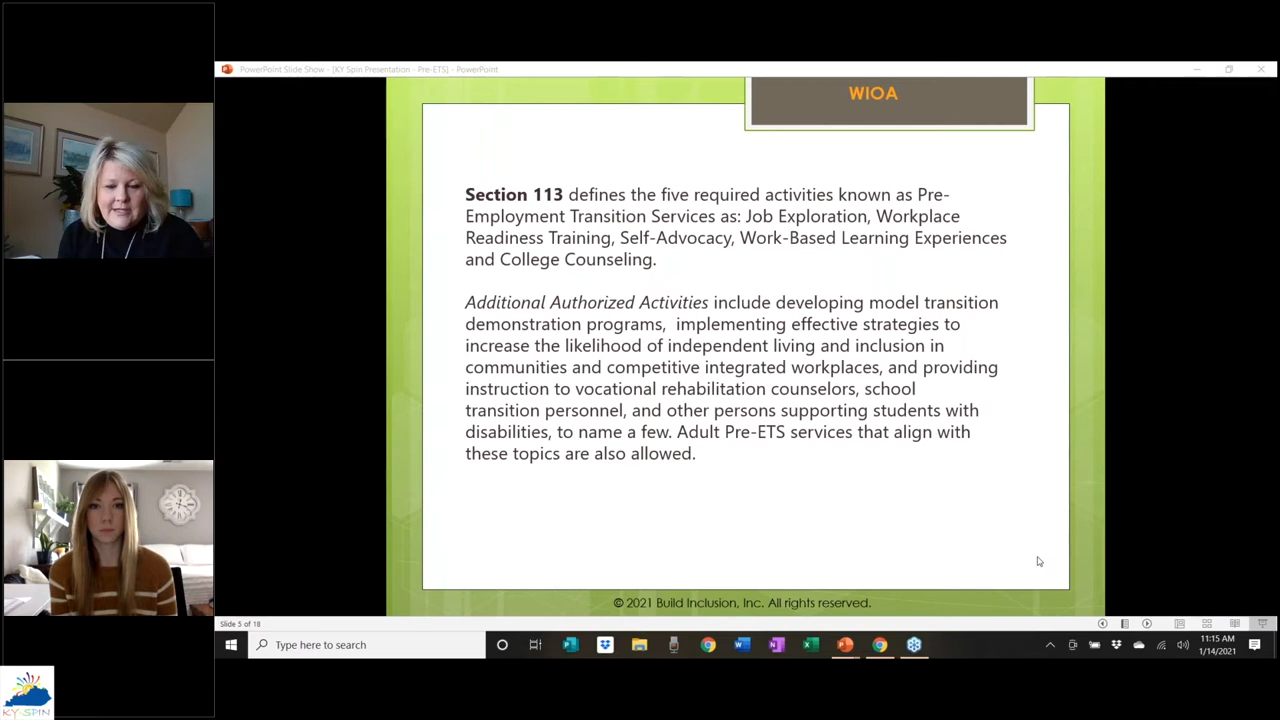 PowerPoint Slide Show - [KY Spin Presentation - Pre-ETS] - PowerPoint
WIOA
Section 113 defines the five required activities known as Pre-
Employment Transition Services as: Job Exploration, Workplace
Readiness Training, Self-Advocacy, Work-Based Learning Experiences
and College Counseling.
Additional Authorized Activities include developing model transition
demonstration programs,  implementing effective strategies to
increase the likelihood of independent living and inclusion in
communities and competitive integrated workplaces, and providing
instruction to vocational rehabilitation counselors, school
transition personnel, and other persons supporting students with
disabilities, to name a few. Adult Pre-ETS services that align with
these topics are also allowed.
© 2021 Build Inclusion, Inc. All rights reserved.
Slide 5 of 18
Type here to search
11:15 AM
1/14/2021
KY-SPIN